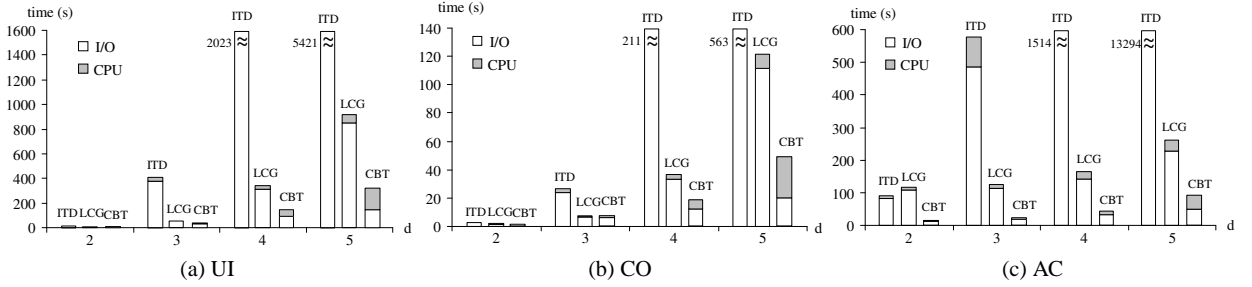 time (s)
1600
1400
1200
1000
800
600
400
200
0
I/O
CPU
ITD LCG CBT
ITD
LCG CBT
ITD
2023
LCG
CBT
ITD
5421
LCG
CBT
2 3 4 5 d
(a) UI
time (s)
140
120
100
80
60
40
20
0
I/O
CPU
ITD LCG CBT
ITD
LCG CBT
ITD
211
LCG
CBT
ITD
563
LCG
CBT
2 3 4 5 d
(b) CO
time (s)
600
500
400
300
200
100
0
I/O
CPU
ITD LCG
CBT
ITD
LCG
CBT
ITD
1514
LCG
CBT
ITD
13294
LCG
CBT
2 3 4 5 d
(c) AC